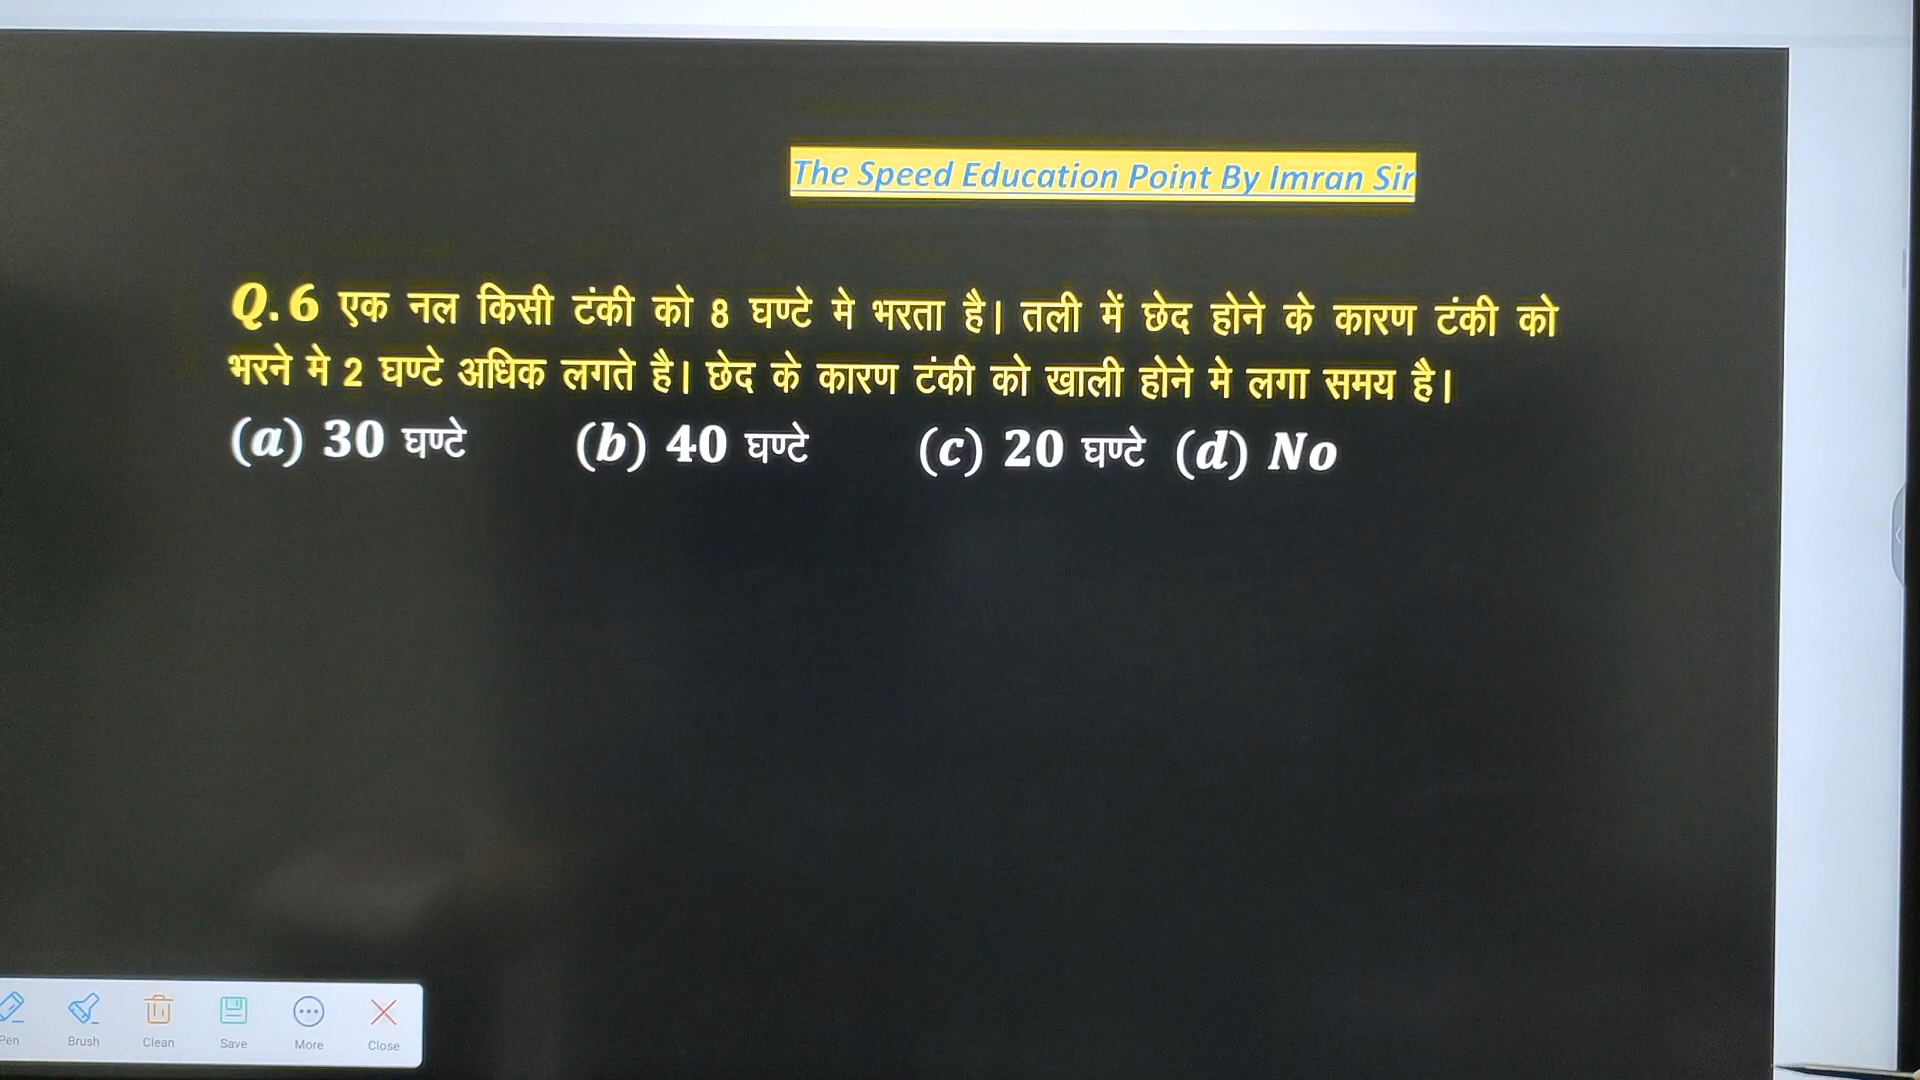 The Speed Education Point By Imran Sir
Q.6 एक नल किसी टंकी को 8 घण्टे मे भरता है। तली में छेद होने के कारण टंकी को
भरने मे 2 घण्टे अधिक लगते है। छेद के कारण टंकी को खाली होने मे लगा समय है।
(a) 30 घण्टे (b) 40 घण्टे (c) 20 घण्टे (d) No
Pen Brush Clean Save More Close